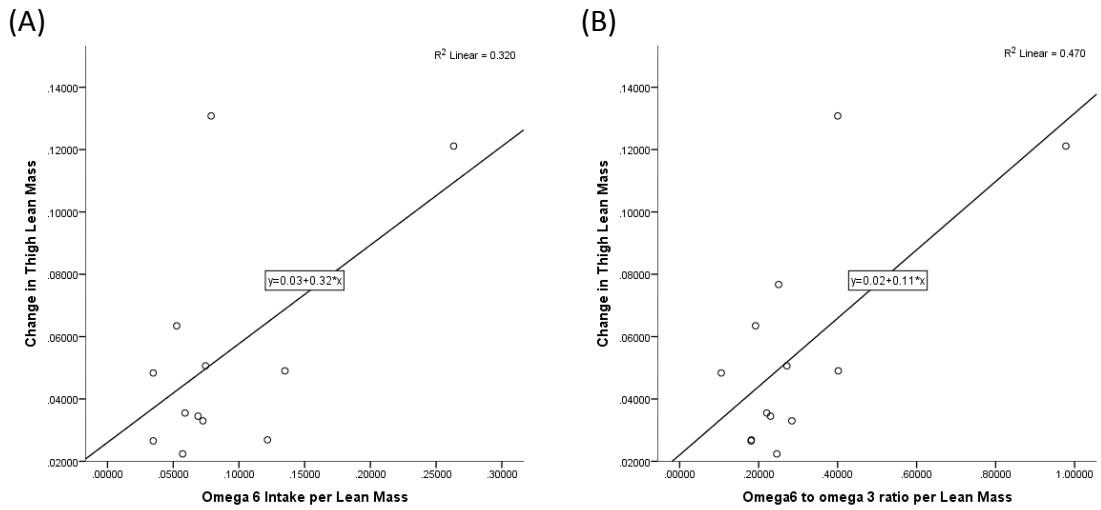 (A)
R² Linear = 0.320
Change in Thigh Lean Mass
.14000
.12000
.10000
.08000
.06000
.04000
.02000
y=0.03+0.32*x
.00000 .05000 .10000 .15000 .20000 .25000 .30000
Omega 6 Intake per Lean Mass
(B)
R² Linear = 0.470
Change in Thigh Lean Mass
.14000
.12000
.10000
.08000
.06000
.04000
.02000
y=0.02+0.11*x
.00000 .20000 .40000 .60000 .80000 1.00000
Omega6 to omega 3 ratio per Lean Mass